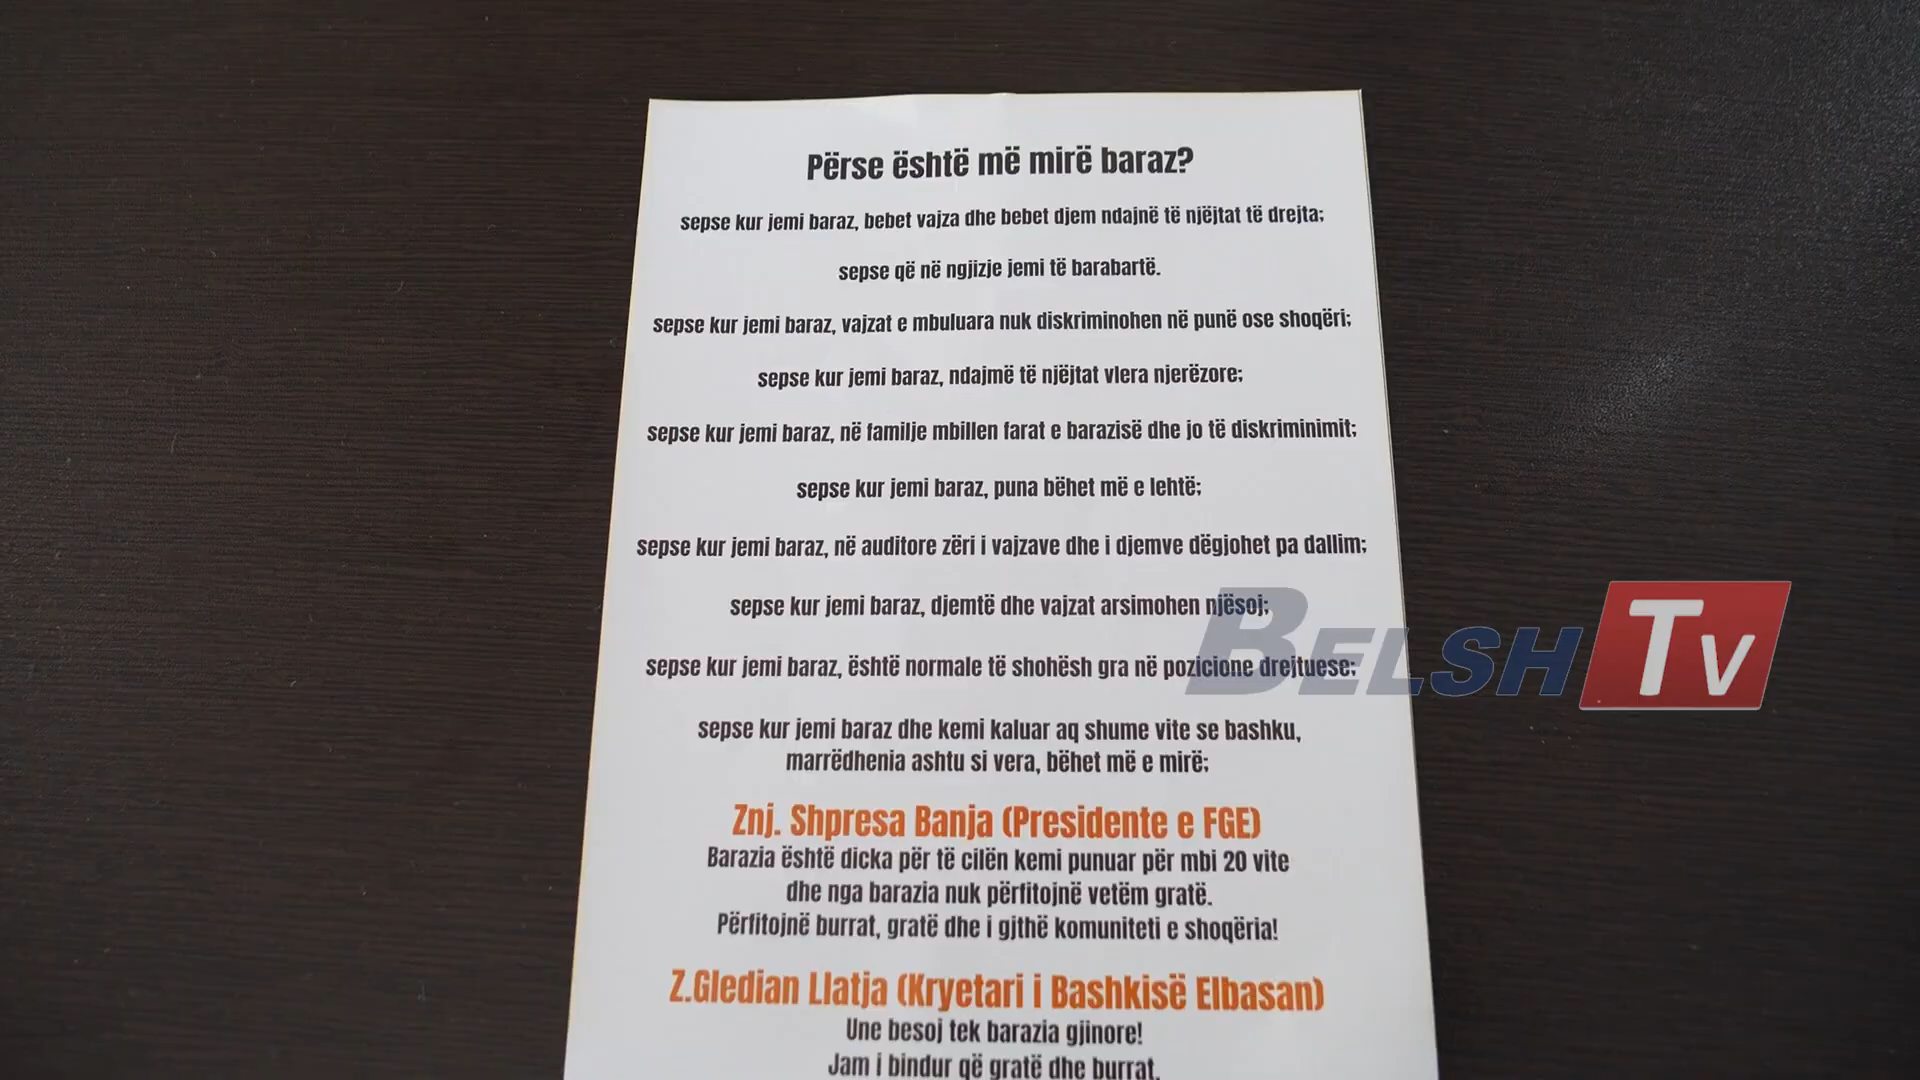 Përse është më mirë baraz?
sepse kur jemi baraz, bebet vajza dhe bebet djem ndajnë të njëjtat të drejta;
sepse që në ngjizje jemi të barabartë.
sepse kur jemi baraz, vajzat e mbuluara nuk diskriminohen në punë ose shoqëri;
sepse kur jemi baraz, ndajmë të njëjtat vlera njerëzore;
sepse kur jemi baraz, në familje mbillen farat e barazisë dhe jo të diskriminimit;
sepse kur jemi baraz, puna bëhet më e lehtë;
sepse kur jemi baraz, në auditore zëri i vajzave dhe i djemve dëgjohet pa dallim;
sepse kur jemi baraz, djemtë dhe vajzat arsimohen njësoj;
sepse kur jemi baraz, është normale të shohësh gra në pozicione drejtuese;
sepse kur jemi baraz dhe kemi kaluar aq shume vite se bashku,
marrëdhenia ashtu si vera, bëhet më e mirë;
Znj. Shpresa Banja (Presidente e FGE)
Barazia është dicka për të cilën kemi punuar për mbi 20 vite
dhe nga barazia nuk përfitojnë vetëm gratë.
Përfitojnë burrat, gratë dhe i gjthë komuniteti e shoqëria!
Z.Gledian Llatja (Kryetari i Bashkisë Elbasan)
Une besoj tek barazia gjinore!
Jam i bindur që gratë dhe burrat,
BELSH TV